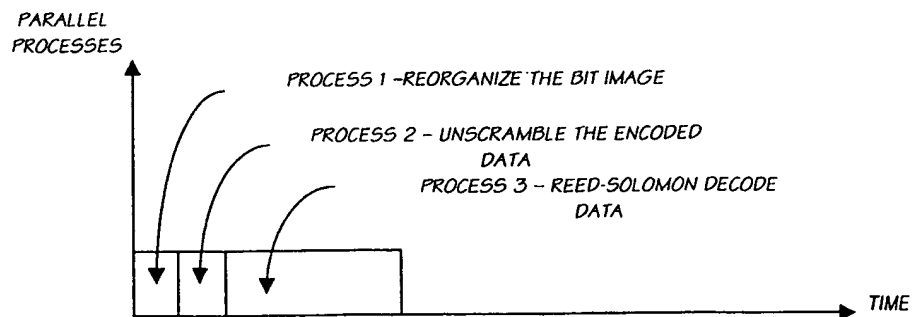 PARALLEL
PROCESSES
PROCESS 1 -REORGANIZE THE BIT IMAGE
PROCESS 2 - UNSCRAMBLE THE ENCODED
DATA
PROCESS 3 - REED-SOLOMON DECODE
DATA
TIME